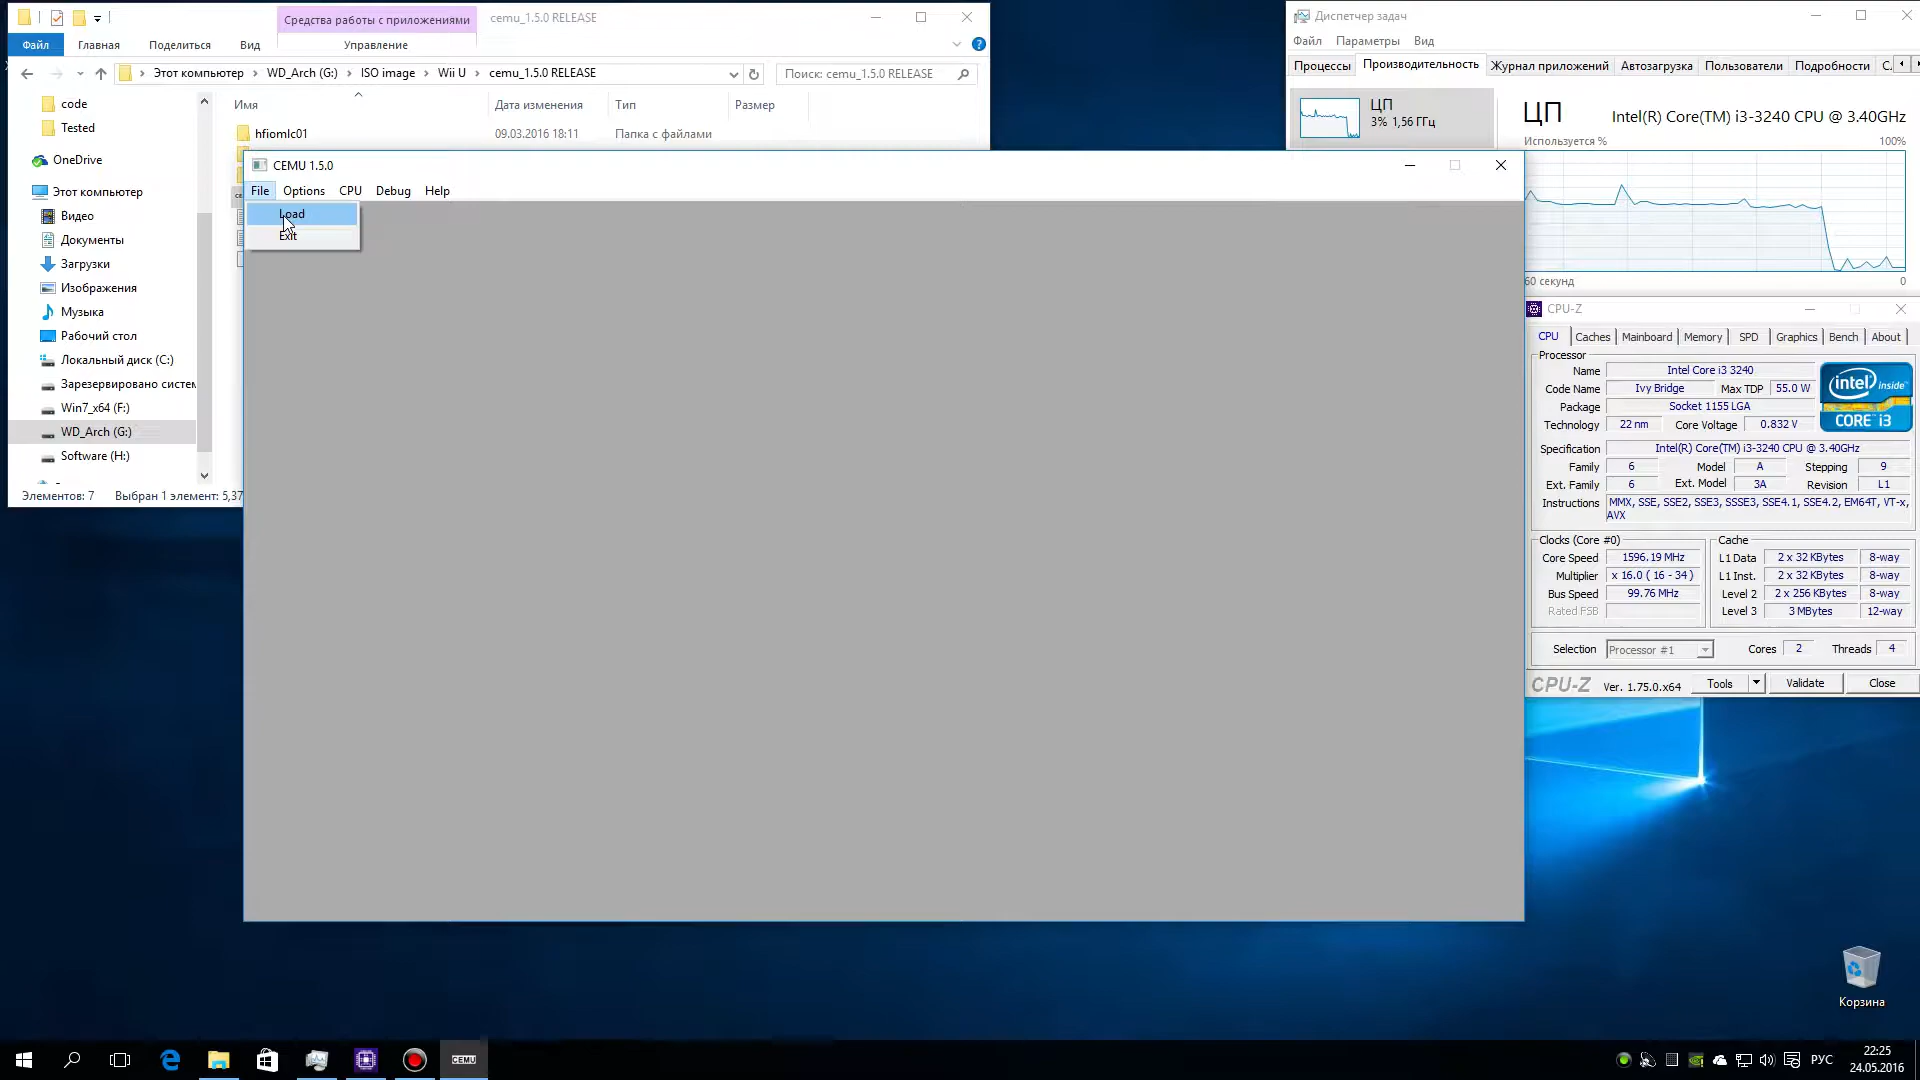 Средства работы с приложениями
cemu_1.5.0 RELEASE
Файл
Главная
Поделиться
Вид
Управление
Этот компьютер
WD_Arch (G:)
ISO image
Wii U
cemu_1.5.0 RELEASE
Поиск: cemu_1.5.0 RELEASE
code
Tested
OneDrive
Этот компьютер
Видео
Документы
Загрузки
Изображения
Музыка
Рабочий стол
Локальный диск (C:)
Зарезервировано систем
Win7_x64 (F:)
WD_Arch (G:)
Software (H:)
Имя
Дата изменения
Тип
Размер
hfiomlc01
09.03.2016 18:11
Папка с файлами
Элементов: 7
Выбран 1 элемент: 5,37
CEMU 1.5.0
File
Options
CPU
Debug
Help
Load
Exit
Диспетчер задач
Файл
Параметры
Вид
Процессы
Производительность
Журнал приложений
Автозагрузка
Пользователи
Подробности
С.
ЦП
3% 1,56 ГГц
ЦП
Intel(R) Core(TM) i3-3240 CPU @ 3.40GHz
Используется %
100%
60 секунд
0
CPU-Z
CPU
Caches
Mainboard
Memory
SPD
Graphics
Bench
About
Processor
Name
Intel Core i3 3240
Code Name
Ivy Bridge
Max TDP
55.0 W
Package
Socket 1155 LGA
Technology
22 nm
Core Voltage
0.832 V
intel inside™
CORE™ i3
Specification
Intel(R) Core(TM) i3-3240 CPU @ 3.40GHz
Family
6
Model
A
Stepping
9
Ext. Family
6
Ext. Model
3A
Revision
L1
Instructions
MMX, SSE, SSE2, SSE3, SSSE3, SSE4.1, SSE4.2, EM64T, VT-x,
AVX
Clocks (Core #0)
Core Speed
1596.19 MHz
Multiplier
x 16.0 ( 16 - 34 )
Bus Speed
99.76 MHz
Rated FSB
Cache
L1 Data
2 x 32 KBytes
8-way
L1 Inst.
2 x 32 KBytes
8-way
Level 2
2 x 256 KBytes
8-way
Level 3
3 MBytes
12-way
Selection
Processor #1
Cores
2
Threads
4
CPU-Z
Ver. 1.75.0.x64
Tools
Validate
Close
Корзина
CEMU
РУС
22:25
24.05.2016